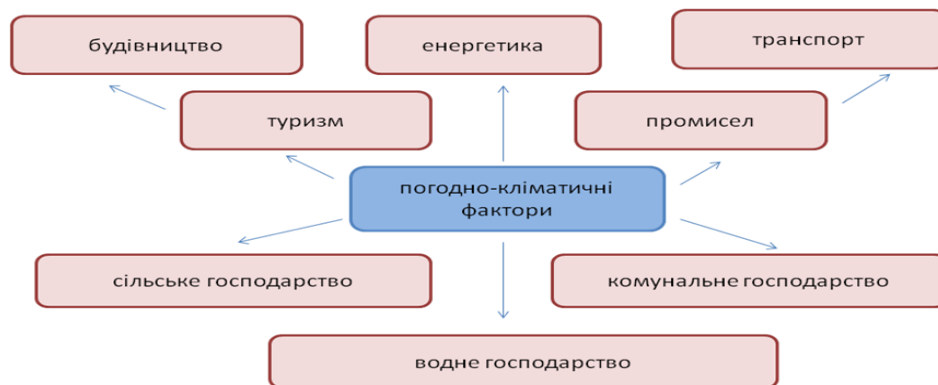 будівництво
енергетика
транспорт
туризм
промисел
погодно-кліматичні
фактори
сільське господарство
комунальне господарство
водне господарство